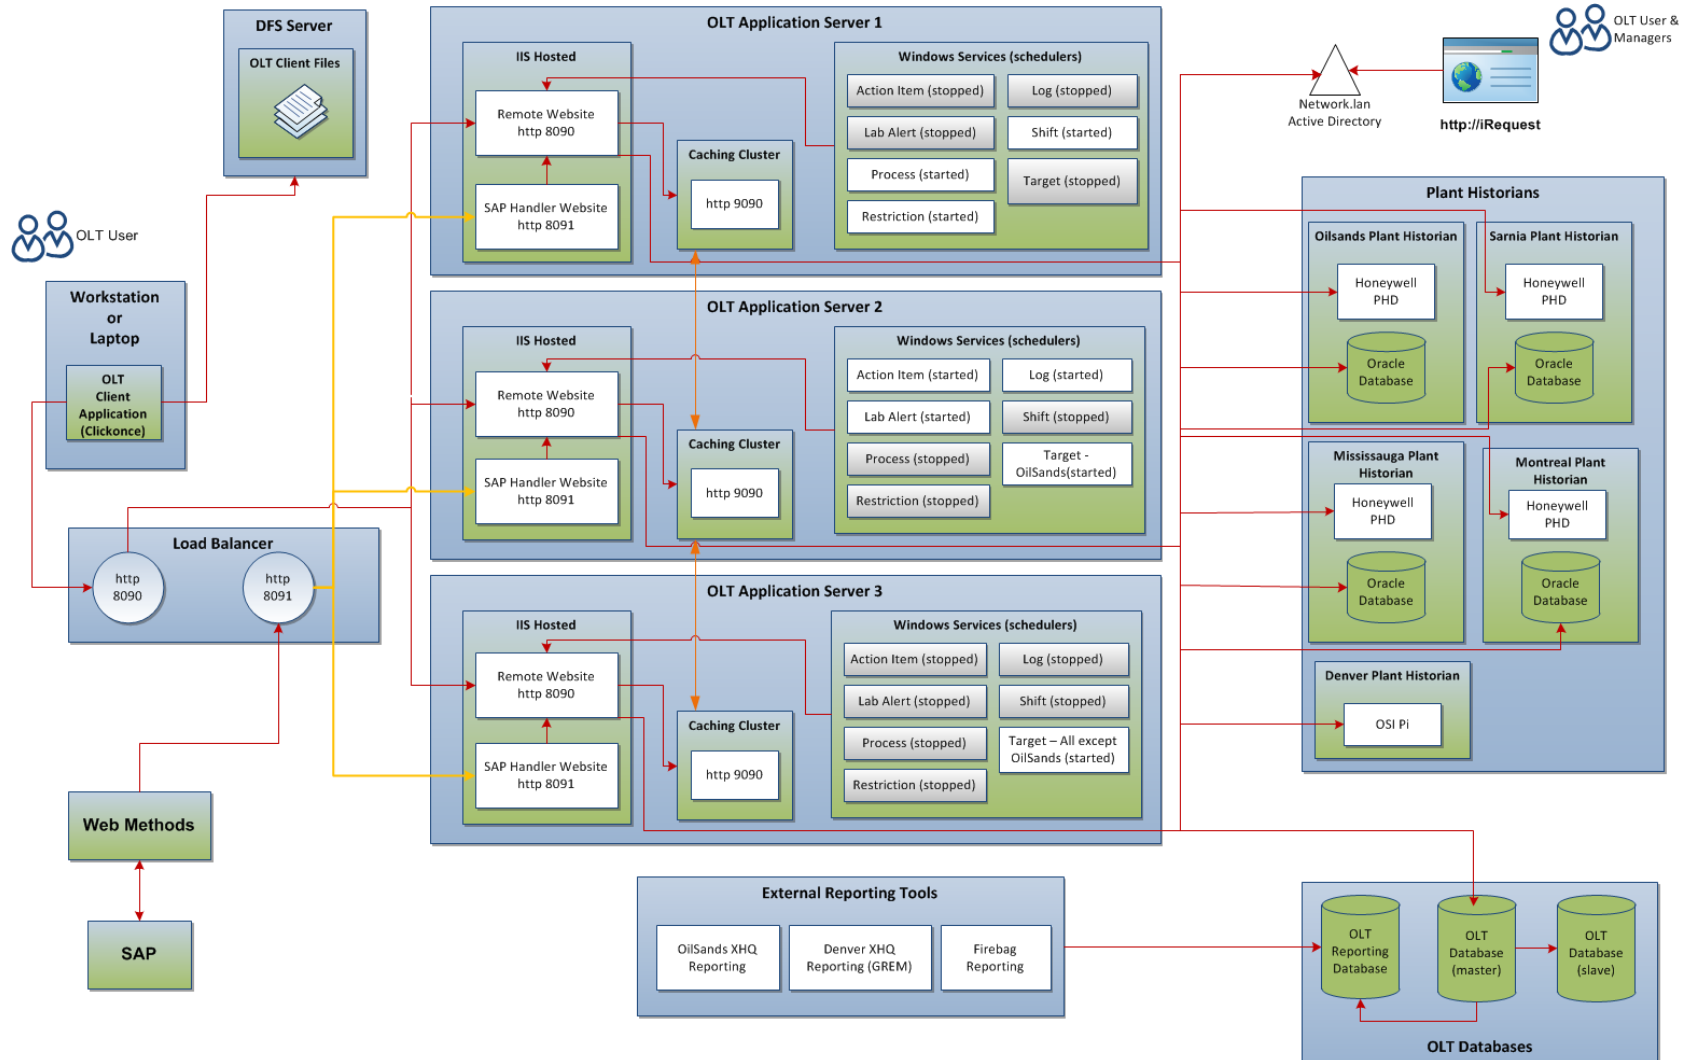 DFS Server
OLT Client Files
OLT User
Workstation
or
Laptop
OLT
Client
Application
(Clickonce)
Load Balancer
http
8090
http
8091
Web Methods
SAP
OLT Application Server 1
IIS Hosted
Remote Website
http 8090
SAP Handler Website
http 8091
Caching Cluster
http 9090
Windows Services (schedulers)
Action Item (stopped)
Log (stopped)
Lab Alert (stopped)
Shift (started)
Process (started)
Target (stopped)
Restriction (started)
OLT Application Server 2
IIS Hosted
Remote Website
http 8090
SAP Handler Website
http 8091
Caching Cluster
http 9090
Windows Services (schedulers)
Action Item (started)
Log (started)
Lab Alert (started)
Shift (stopped)
Process (stopped)
Target -
OilSands(started)
Restriction (stopped)
OLT Application Server 3
IIS Hosted
Remote Website
http 8090
SAP Handler Website
http 8091
Caching Cluster
http 9090
Windows Services (schedulers)
Action Item (stopped)
Log (stopped)
Lab Alert (stopped)
Shift (stopped)
Process (stopped)
Target – All except
OilSands (started)
Restriction (stopped)
External Reporting Tools
OilSands XHQ
Reporting
Denver XHQ
Reporting (GREM)
Firebag
Reporting
OLT User &
Managers
Network.lan
Active Directory
http://iRequest
Plant Historians
Oilsands Plant Historian
Honeywell
PHD
Oracle
Database
Sarnia Plant Historian
Honeywell
PHD
Oracle
Database
Mississauga Plant
Historian
Honeywell
PHD
Oracle
Database
Montreal Plant
Historian
Honeywell
PHD
Oracle
Database
Denver Plant Historian
OSI Pi
OLT
Reporting
Database
OLT
Database
(master)
OLT
Database
(slave)
OLT Databases